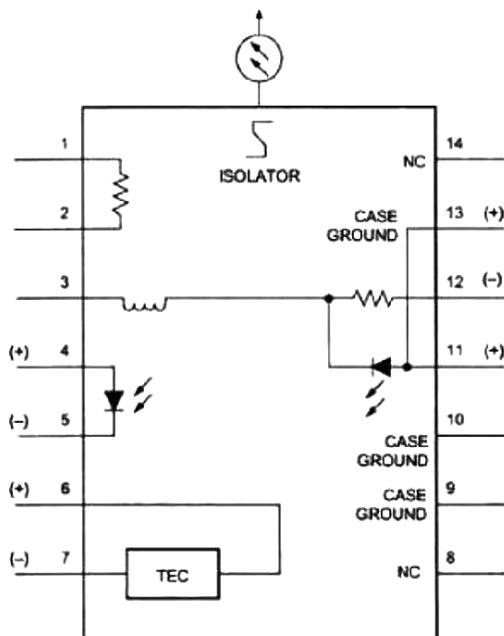 1
14
NC
ISOLATOR
2
CASE
GROUND
13
(+)
3
12
(–)
(+)
4
11
(+)
(–)
5
10
CASE
GROUND
(+)
6
CASE
GROUND
9
(–)
7
TEC
NC
8